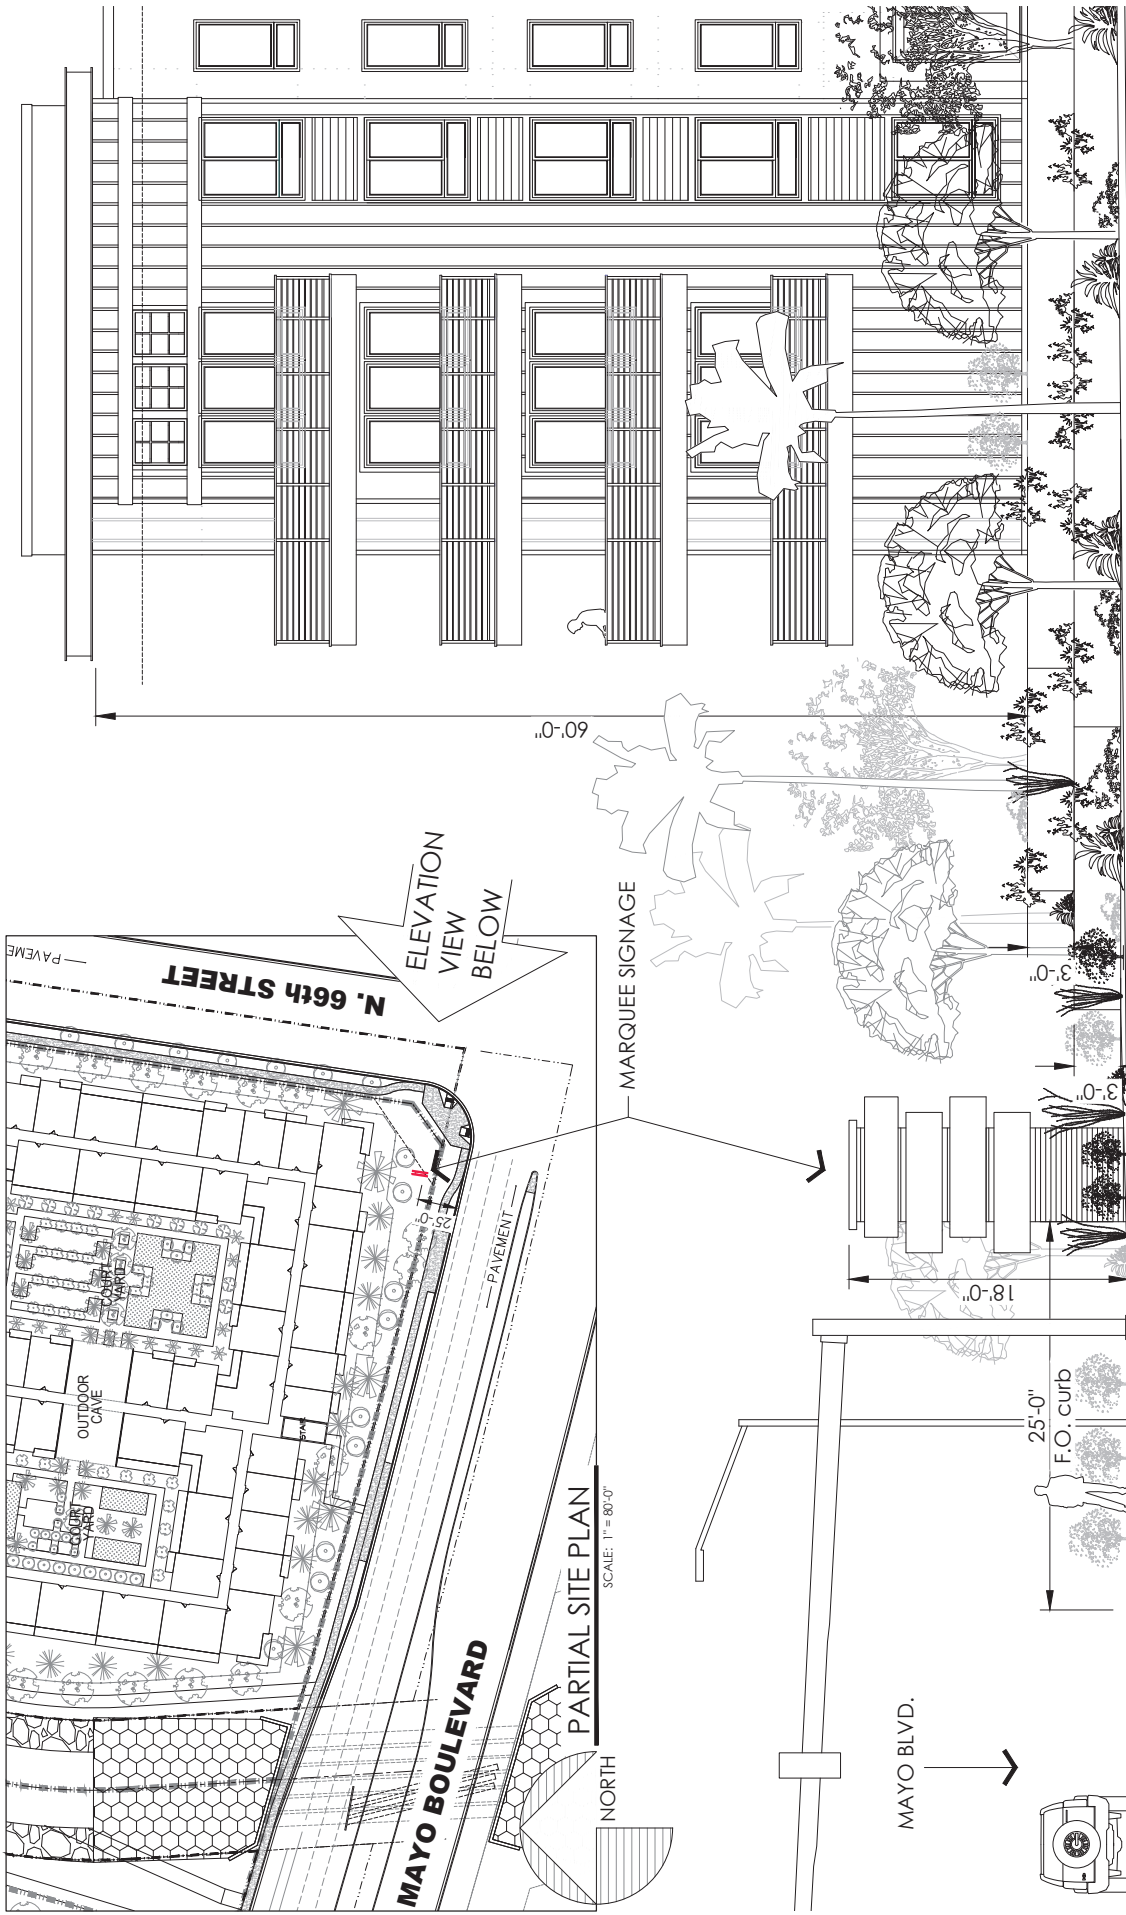 PAVEME
N. 66th STREET
ELEVATION
VIEW
BELOW
COURT
YARD
OUTDOOR
CAVE
COURT
YARD
STAIR
25'-0"
PAVEMENT
MAYO BOULEVARD
PARTIAL SITE PLAN
SCALE: 1" = 80'-0"
NORTH
MARQUEE SIGNAGE
60'-0"
3'-0"
3'-0"
18'-0"
25'-0"
F.O. curb
MAYO BLVD.